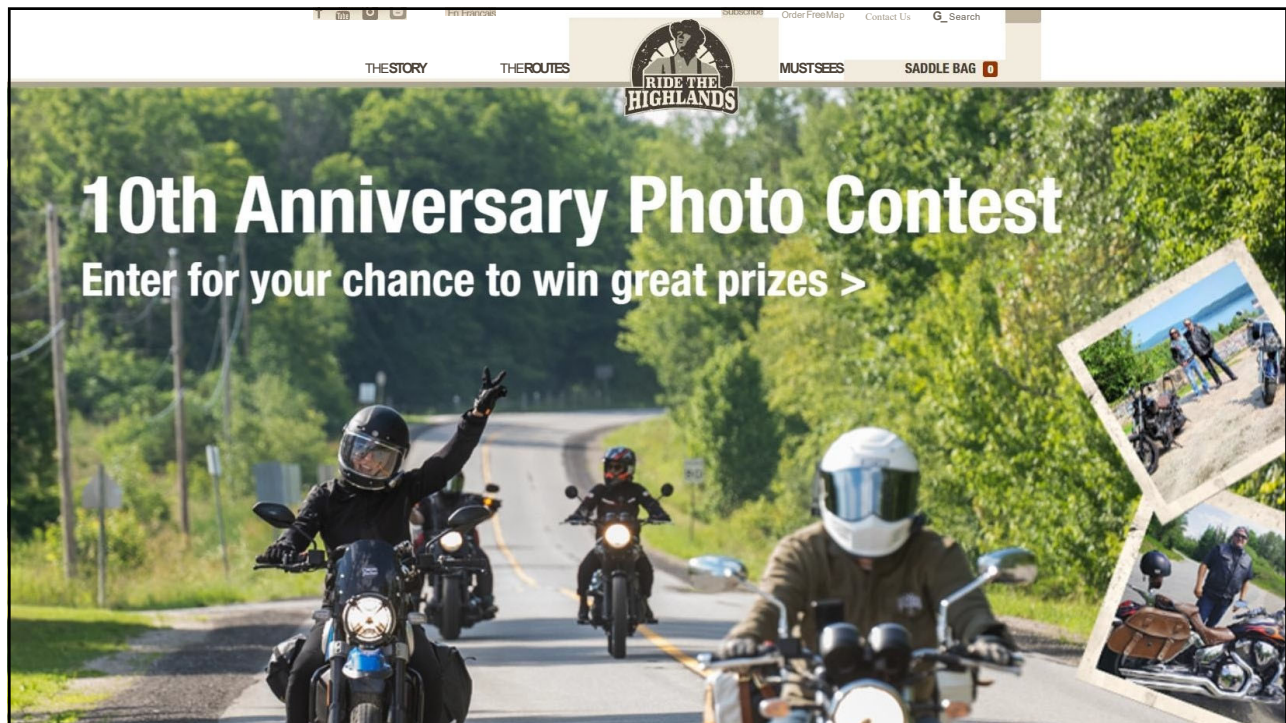 En Français
Subscribe
Order Free Map
Contact Us
G_ Search
THE STORY
THE ROUTES
RIDE THE
HIGHLANDS
MUST SEES
SADDLE BAG 0
10th Anniversary Photo Contest
Enter for your chance to win great prizes >